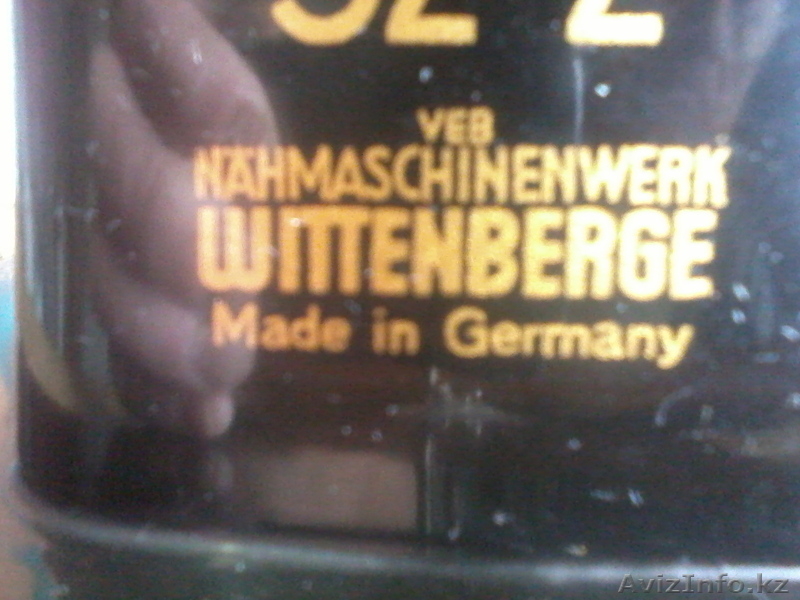 VEB
NÄHMASCHINENWERK
WITTENBERGE
Made in Germany
AvizInfo.kz